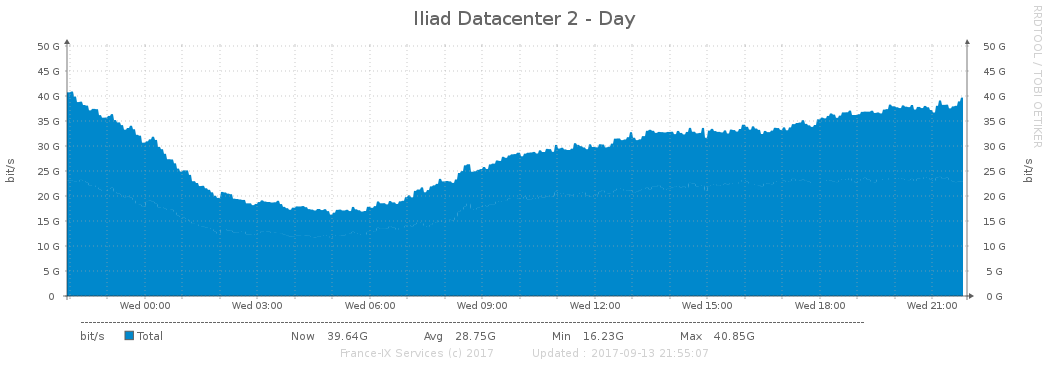 Iliad Datacenter 2 - Day
RRDTOOL / TOBI OETIKER
50 G 50 G
45 G 45 G
40 G 40 G
35 G 35 G
30 G 30 G
25 G 25 G
20 G 20 G
15 G 15 G
10 G 10 G
5 G 5 G
0 0 G
bit/s bit/s
Wed 00:00 Wed 03:00 Wed 06:00 Wed 09:00 Wed 12:00 Wed 15:00 Wed 18:00 Wed 21:00
bit/s Total Now 39.64G Avg 28.75G Min 16.23G Max 40.85G
France-IX Services (c) 2017 Updated : 2017-09-13 21:55:07